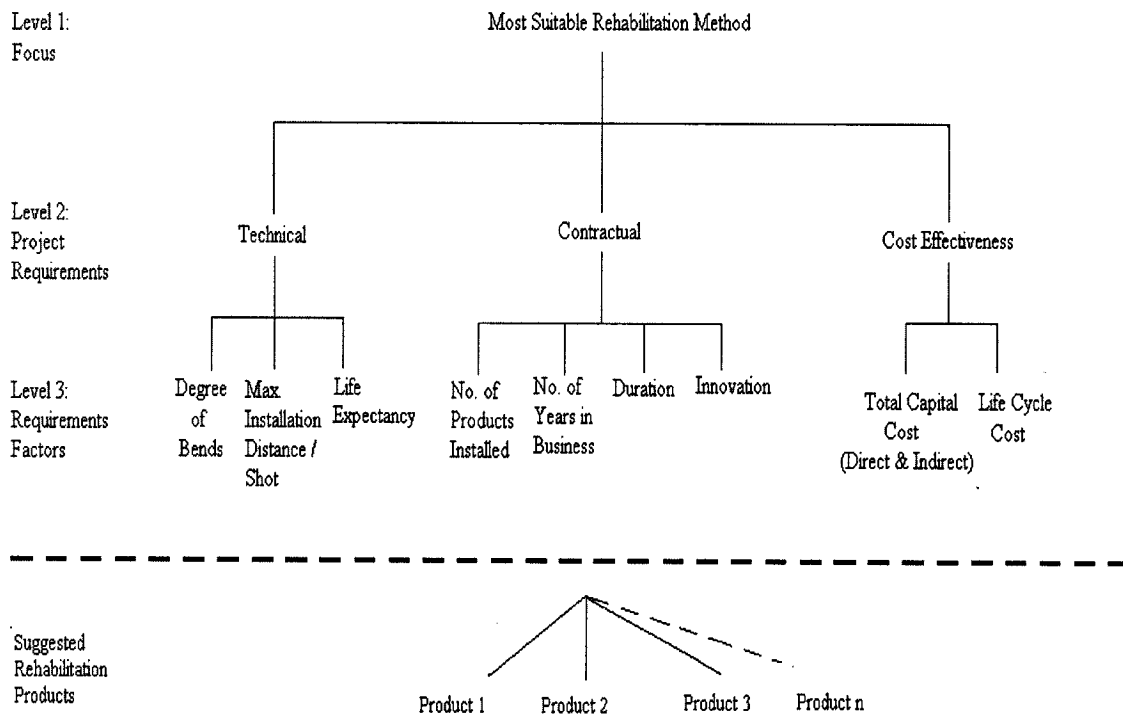 Level 1:
Focus
Most Suitable Rehabilitation Method
Level 2:
Project
Requirements
Technical
Contractual
Cost Effectiveness
Level 3:
Requirements
Factors
Degree
of
Bends
Max.
Installation
Distance /
Shot
Life
Expectancy
No. of
Products
Installed
No. of
Years in
Business
Duration
Innovation
Total Capital
Cost
(Direct & Indirect)
Life Cycle
Cost
Suggested
Rehabilitation
Products
Product 1
Product 2
Product 3
Product n